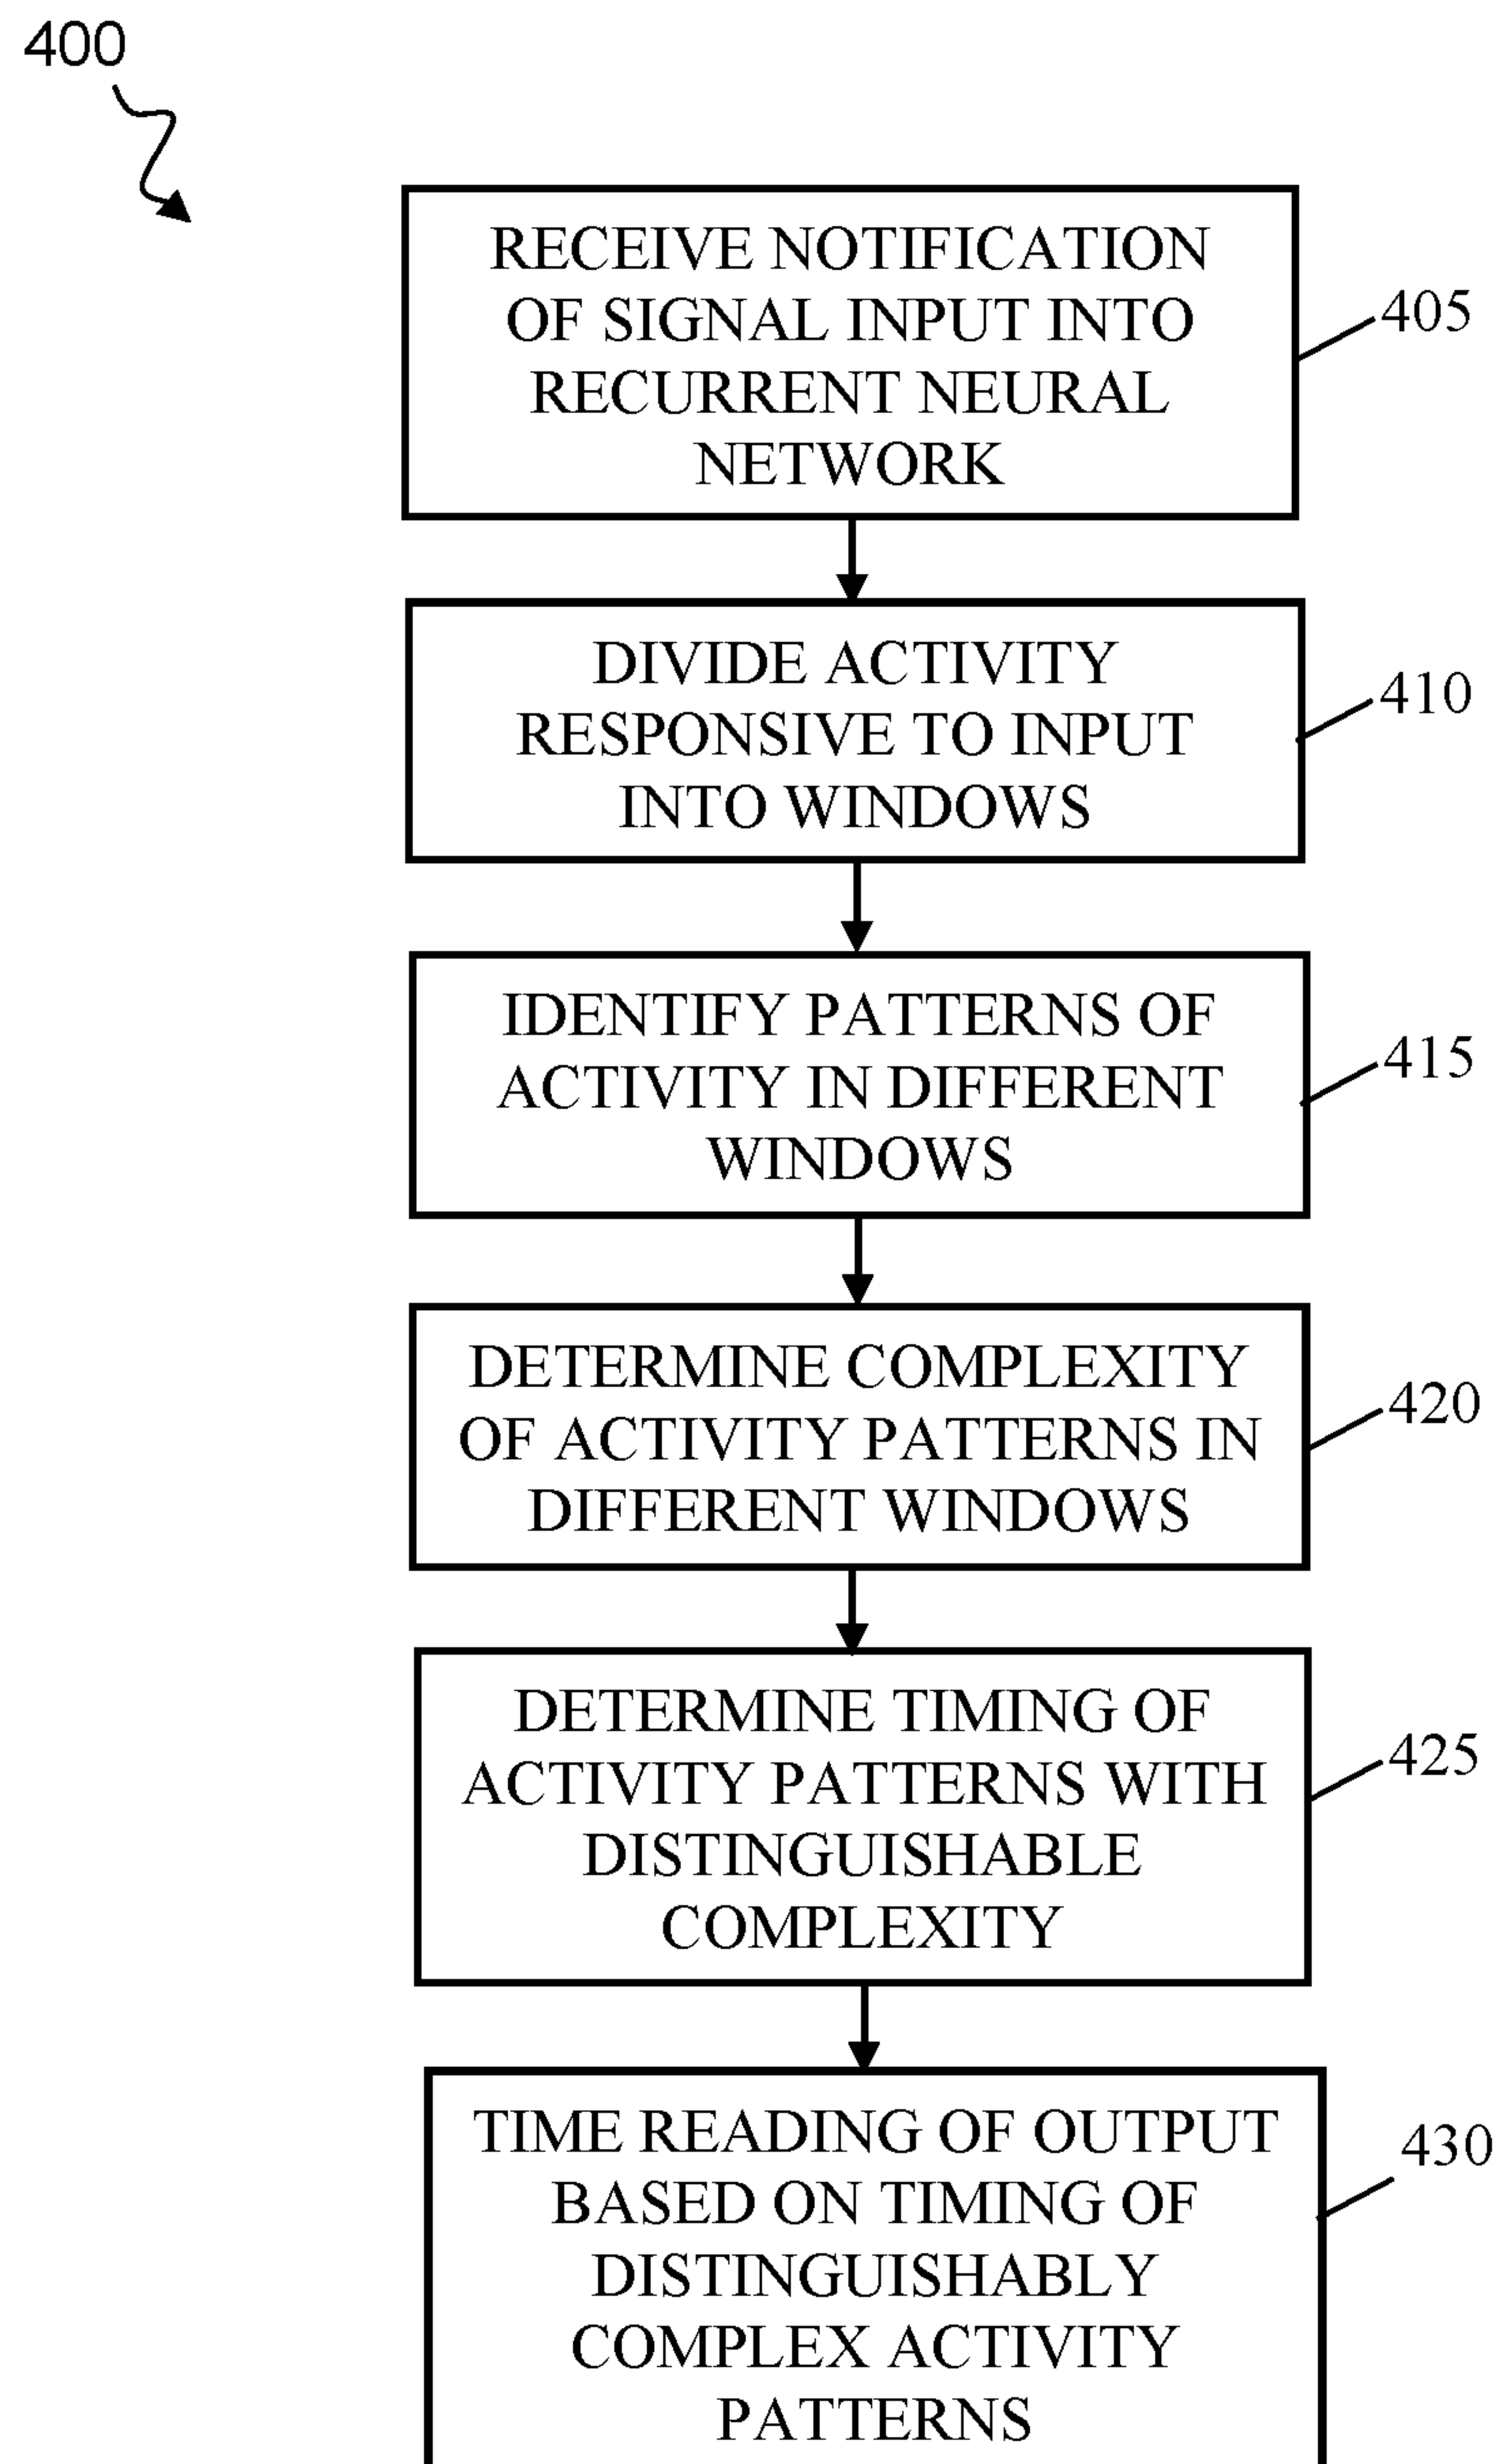 400
RECEIVE NOTIFICATION
OF SIGNAL INPUT INTO
RECURRENT NEURAL
NETWORK
405
DIVIDE ACTIVITY
RESPONSIVE TO INPUT
INTO WINDOWS
410
IDENTIFY PATTERNS OF
ACTIVITY IN DIFFERENT
WINDOWS
415
DETERMINE COMPLEXITY
OF ACTIVITY PATTERNS IN
DIFFERENT WINDOWS
420
DETERMINE TIMING OF
ACTIVITY PATTERNS WITH
DISTINGUISHABLE
COMPLEXITY
425
TIME READING OF OUTPUT
BASED ON TIMING OF
DISTINGUISHABLY
COMPLEX ACTIVITY
PATTERNS
430